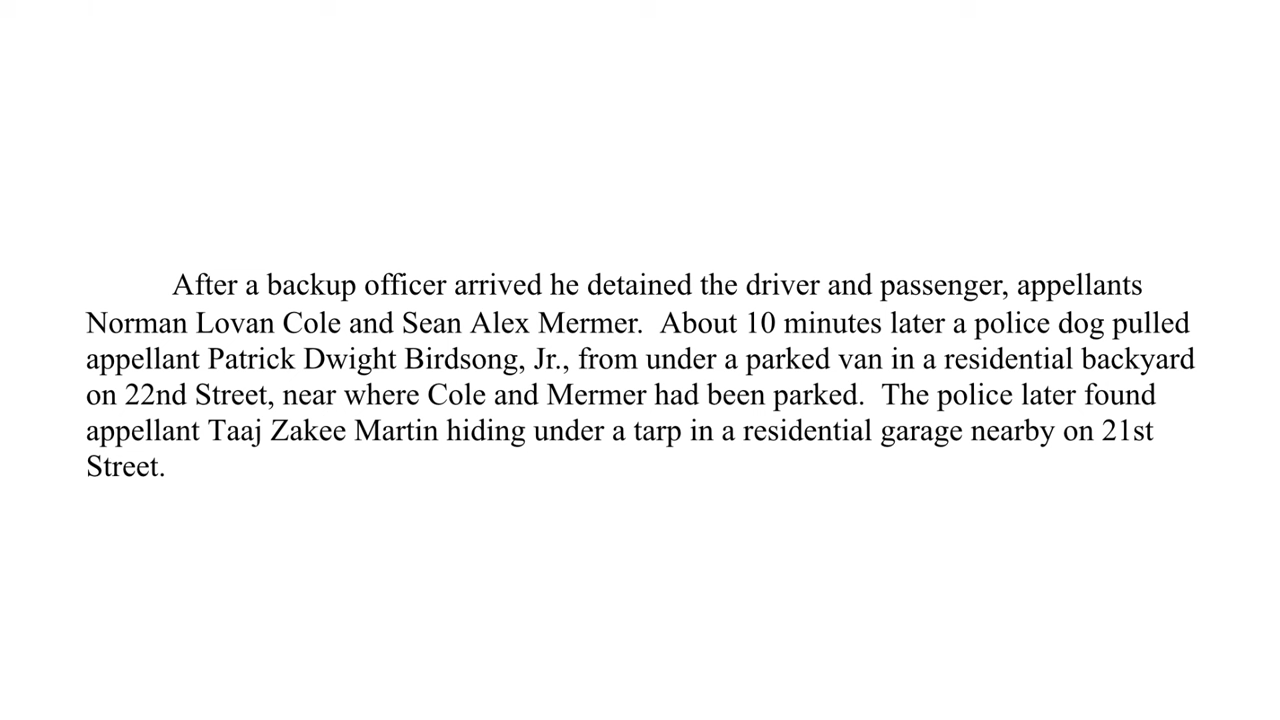 After a backup officer arrived he detained the driver and passenger, appellants
Norman Lovan Cole and Sean Alex Mermer.  About 10 minutes later a police dog pulled
appellant Patrick Dwight Birdsong, Jr., from under a parked van in a residential backyard
on 22nd Street, near where Cole and Mermer had been parked.  The police later found
appellant Taaj Zakee Martin hiding under a tarp in a residential garage nearby on 21st
Street.